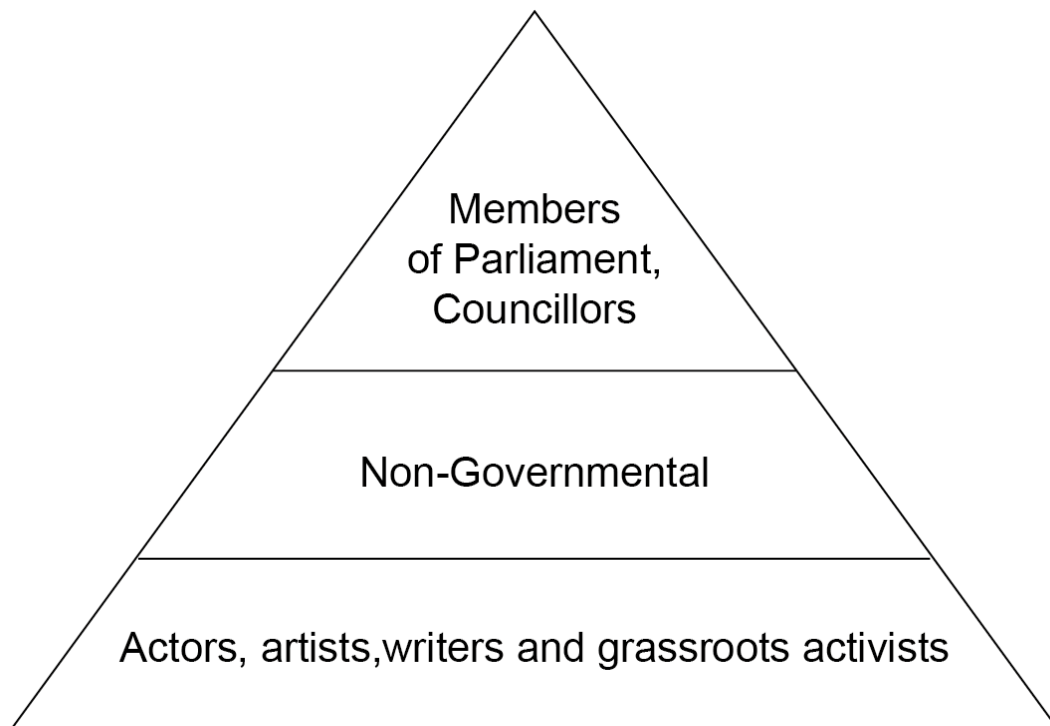 Members
of Parliament,
Councillors
Non-Governmental
Actors, artists,writers and grassroots activists